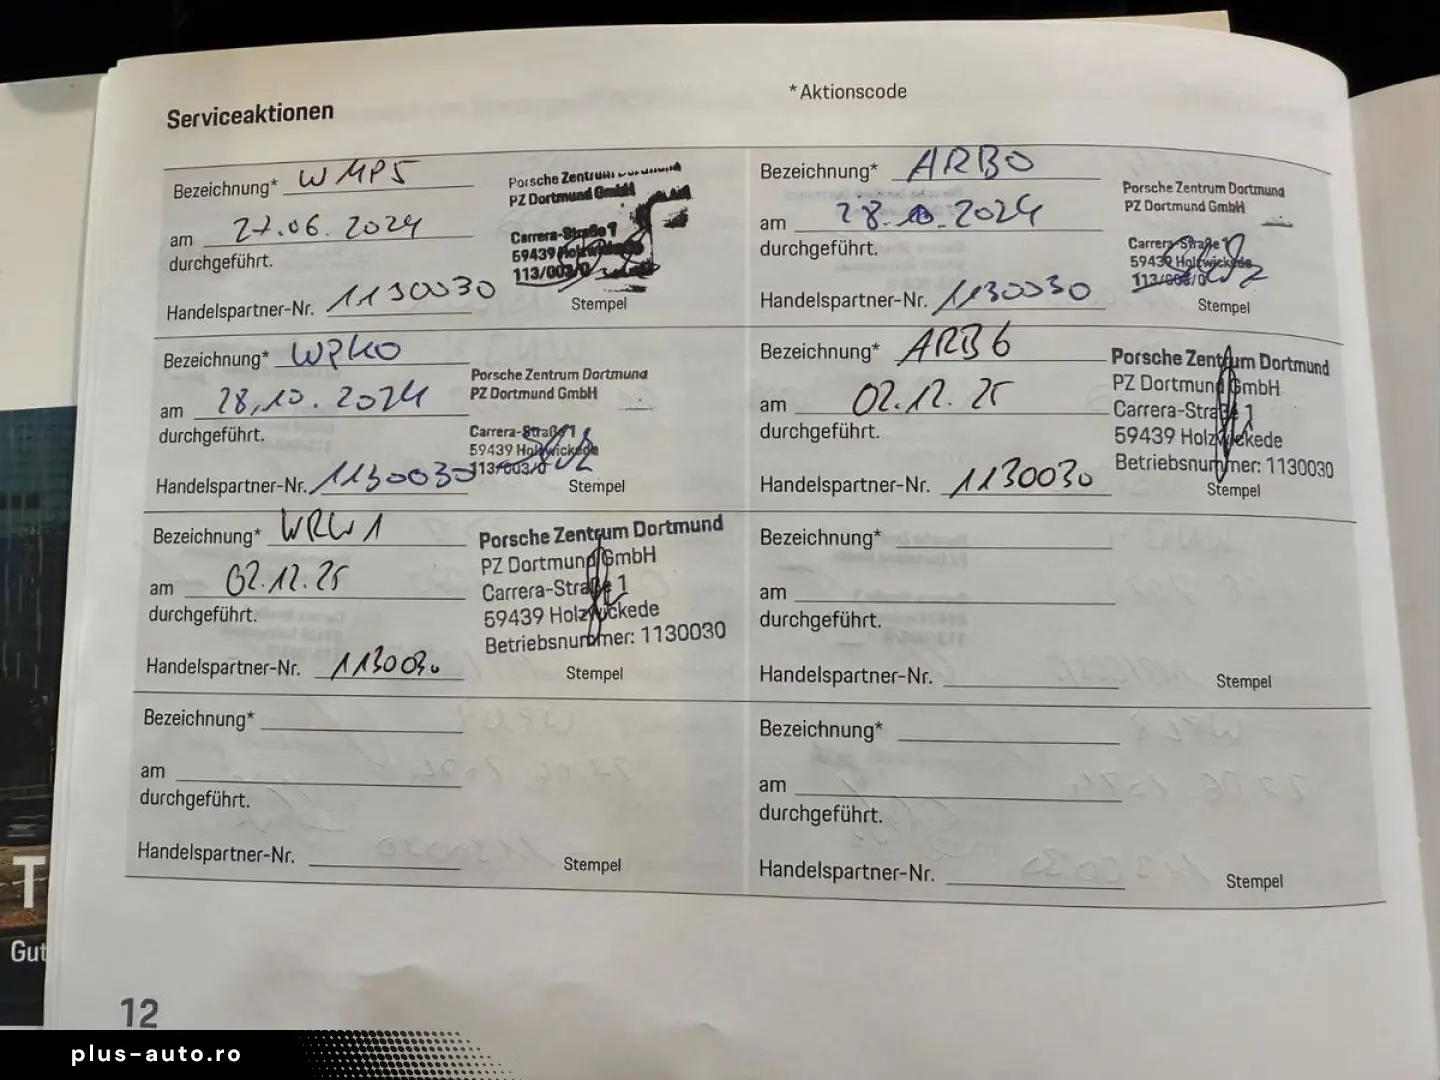 Serviceaktionen
*Aktionscode
Bezeichnung* WMP5
am 27.06.2024
durchgeführt.
Handelspartner-Nr. 1130030
Porsche Zentrum Dortmund
PZ Dortmund GmbH
Carrera-Straße 1
59439 Holzwickede
113/003/0
Stempel
Bezeichnung* ARB0
am 28.10.2024
durchgeführt.
Handelspartner-Nr. 1130030
Porsche Zentrum Dortmund
PZ Dortmund GmbH
Carrera-Straße 1
59439 Holzwickede
113/003/0
Stempel
Bezeichnung* WPK0
am 28.10.2024
durchgeführt.
Handelspartner-Nr. 1130030
Porsche Zentrum Dortmund
PZ Dortmund GmbH
Carrera-Straße 1
59439 Holzwickede
113/003/0
Stempel
Bezeichnung* ARB6
am 02.12.25
durchgeführt.
Handelspartner-Nr. 1130030
Porsche Zentrum Dortmund
PZ Dortmund GmbH
Carrera-Straße 1
59439 Holzwickede
Betriebsnummer: 1130030
Stempel
Bezeichnung* WRW1
am 02.12.25
durchgeführt.
Handelspartner-Nr. 1130030
Porsche Zentrum Dortmund
PZ Dortmund GmbH
Carrera-Straße 1
59439 Holzwickede
Betriebsnummer: 1130030
Stempel
Bezeichnung*
am
durchgeführt.
Handelspartner-Nr.
Stempel
Bezeichnung*
am
durchgeführt.
Handelspartner-Nr.
Stempel
Bezeichnung*
am
durchgeführt.
Handelspartner-Nr.
Stempel
T
Gut
12
plus-auto.ro